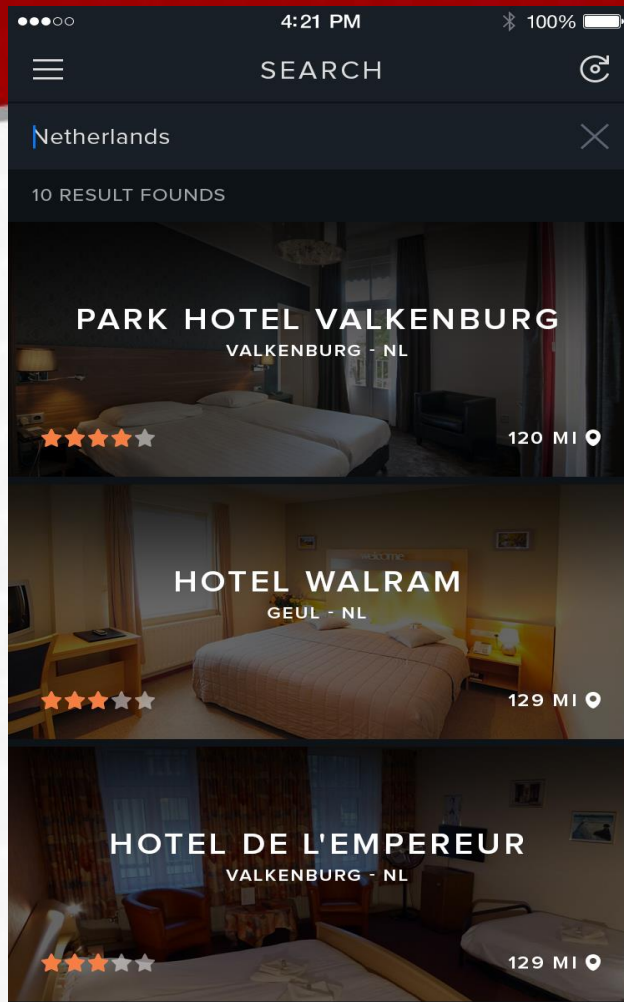 4:21 PM
100%
SEARCH
Netherlands
10 RESULT FOUNDS
PARK HOTEL VALKENBURG
VALKENBURG - NL
120 MI
welcome
HOTEL WALRAM
GEUL - NL
129 MI
HOTEL DE L'EMPEREUR
VALKENBURG - NL
129 MI